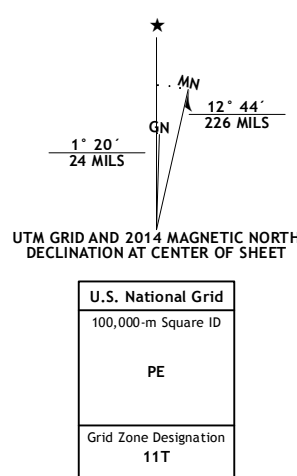 ★
MN
GN
12° 44´
226 MILS
1° 20´
24 MILS
UTM GRID AND 2014 MAGNETIC NORTH
DECLINATION AT CENTER OF SHEET
U.S. National Grid
100,000-m Square ID
PE
Grid Zone Designation
11T